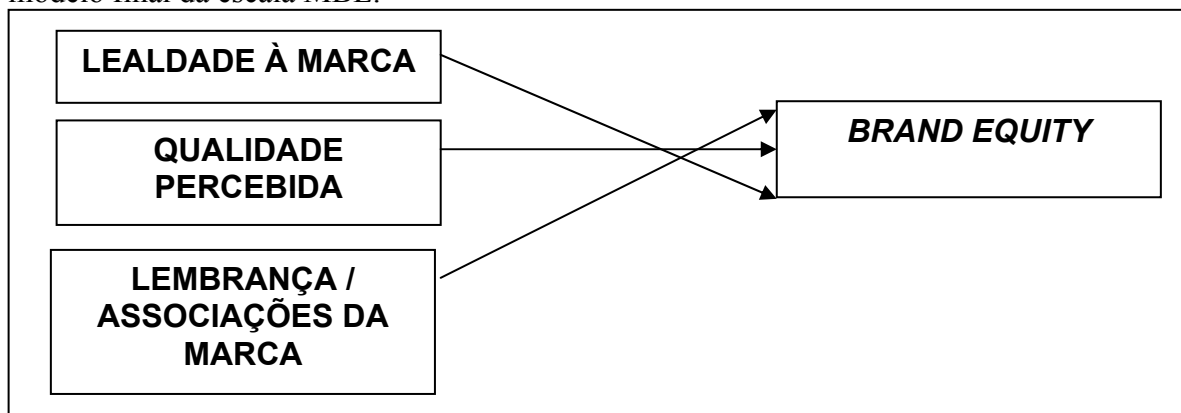 modelo final da escala MBE.
LEALDADE À MARCA
QUALIDADE
PERCEBIDA
LEMBRANÇA /
ASSOCIAÇÕES DA
MARCA
BRAND EQUITY